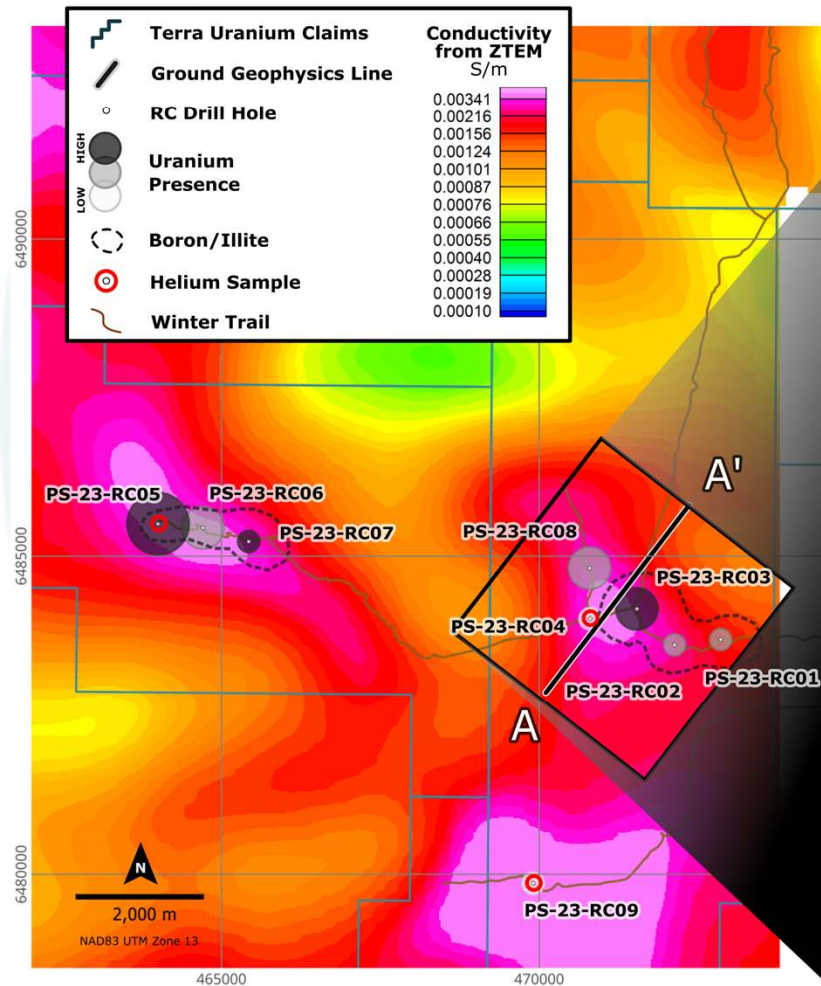 Terra Uranium Claims
Ground Geophysics Line
RC Drill Hole
HIGH
LOW
Uranium
Presence
Boron/Illite
Helium Sample
Winter Trail
Conductivity
from ZTEM
S/m
0.00341
0.00216
0.00156
0.00124
0.00101
0.00087
0.00076
0.00066
0.00055
0.00040
0.00028
0.00019
0.00010
6490000
6485000
6480000
PS-23-RC05
PS-23-RC06
PS-23-RC07
PS-23-RC08
A'
PS-23-RC03
PS-23-RC04
PS-23-RC01
PS-23-RC02
A
PS-23-RC09
N
2,000 m
NAD83 UTM Zone 13
465000
470000